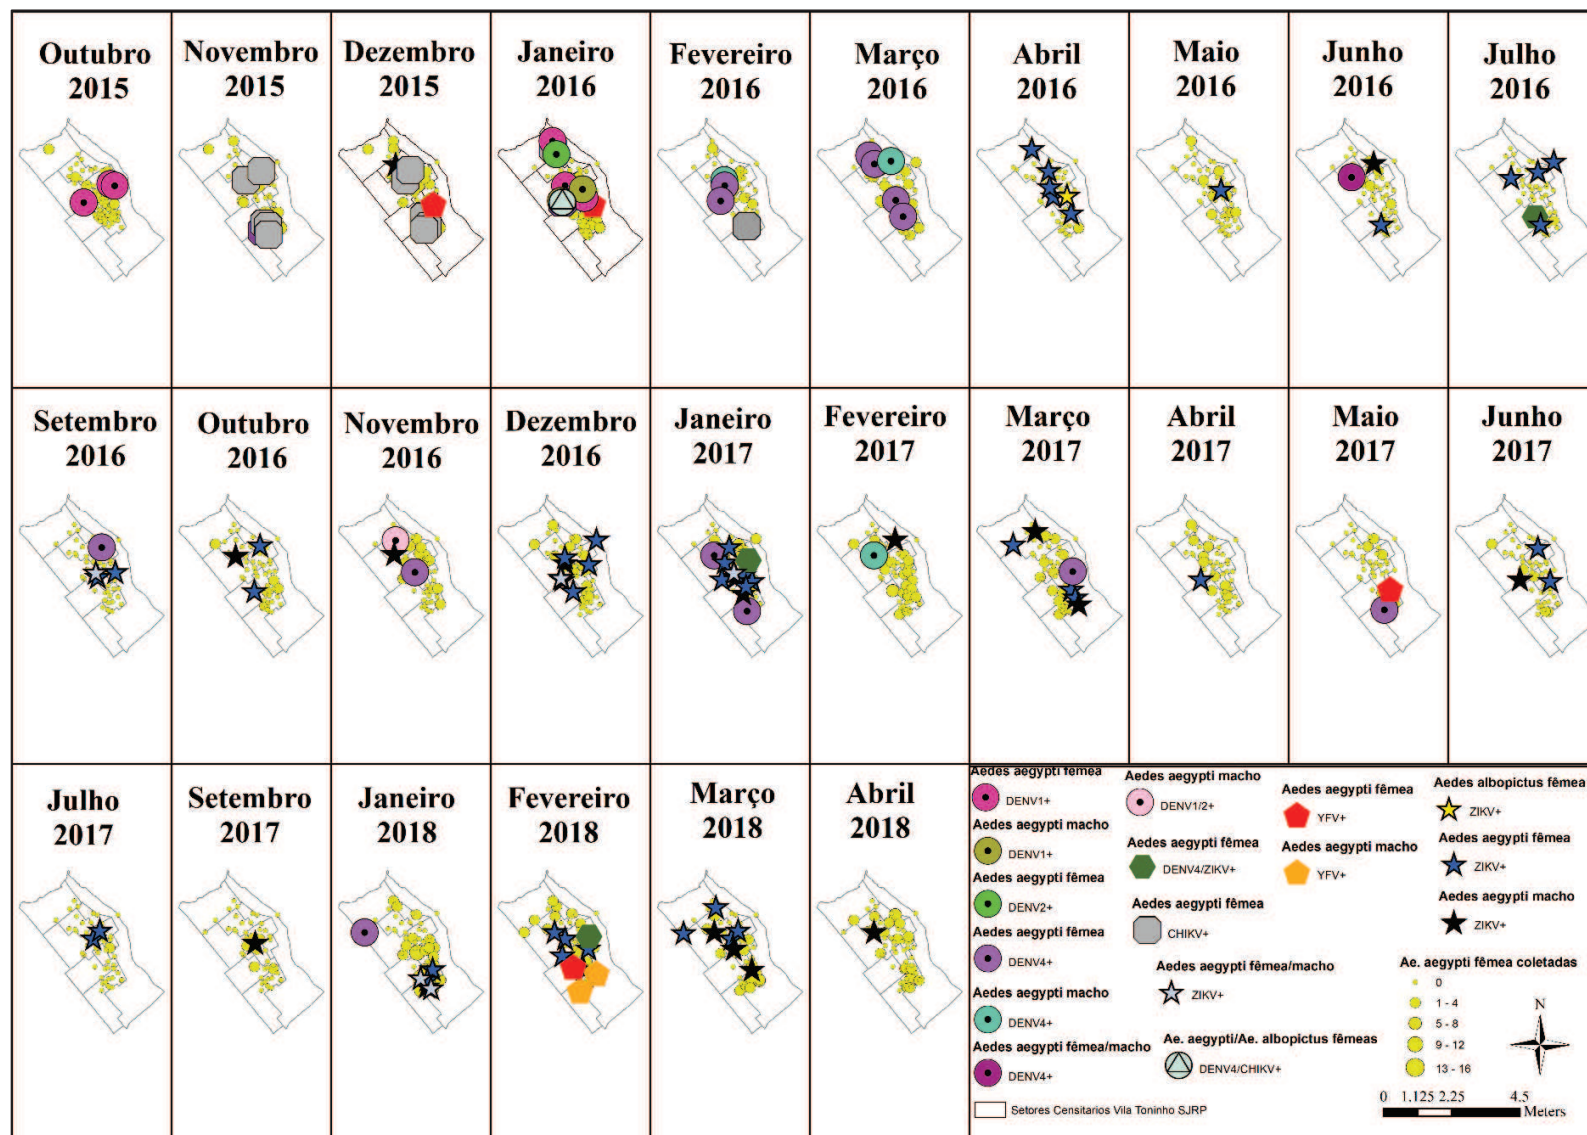 Outubro
2015
Novembro
2015
Dezembro
2015
Janeiro
2016
Fevereiro
2016
Março
2016
Abril
2016
Maio
2016
Junho
2016
Julho
2016
Setembro
2016
Outubro
2016
Novembro
2016
Dezembro
2016
Janeiro
2017
Fevereiro
2017
Março
2017
Abril
2017
Maio
2017
Junho
2017
Julho
2017
Setembro
2017
Janeiro
2018
Fevereiro
2018
Março
2018
Abril
2018
Aedes aegypti fêmea
DENV1+
Aedes aegypti macho
DENV1+
Aedes aegypti fêmea
DENV2+
Aedes aegypti fêmea
DENV4+
Aedes aegypti macho
DENV4+
Aedes aegypti fêmea/macho
DENV4+
Setores Censitarios Vila Toninho SJRP
Aedes aegypti macho
DENV1/2+
Aedes aegypti fêmea
DENV4/ZIKV+
Aedes aegypti fêmea
CHIKV+
Aedes aegypti fêmea/macho
ZIKV+
Ae. aegypti/Ae. albopictus fêmeas
DENV4/CHIKV+
Aedes aegypti fêmea
YFV+
Aedes aegypti macho
YFV+
Aedes albopictus fêmea
ZIKV+
Aedes aegypti fêmea
ZIKV+
Aedes aegypti macho
ZIKV+
Ae. aegypti fêmea coletadas
0
1 - 4
5 - 8
9 - 12
13 - 16
N
0 1.125 2.25 4.5
Meters